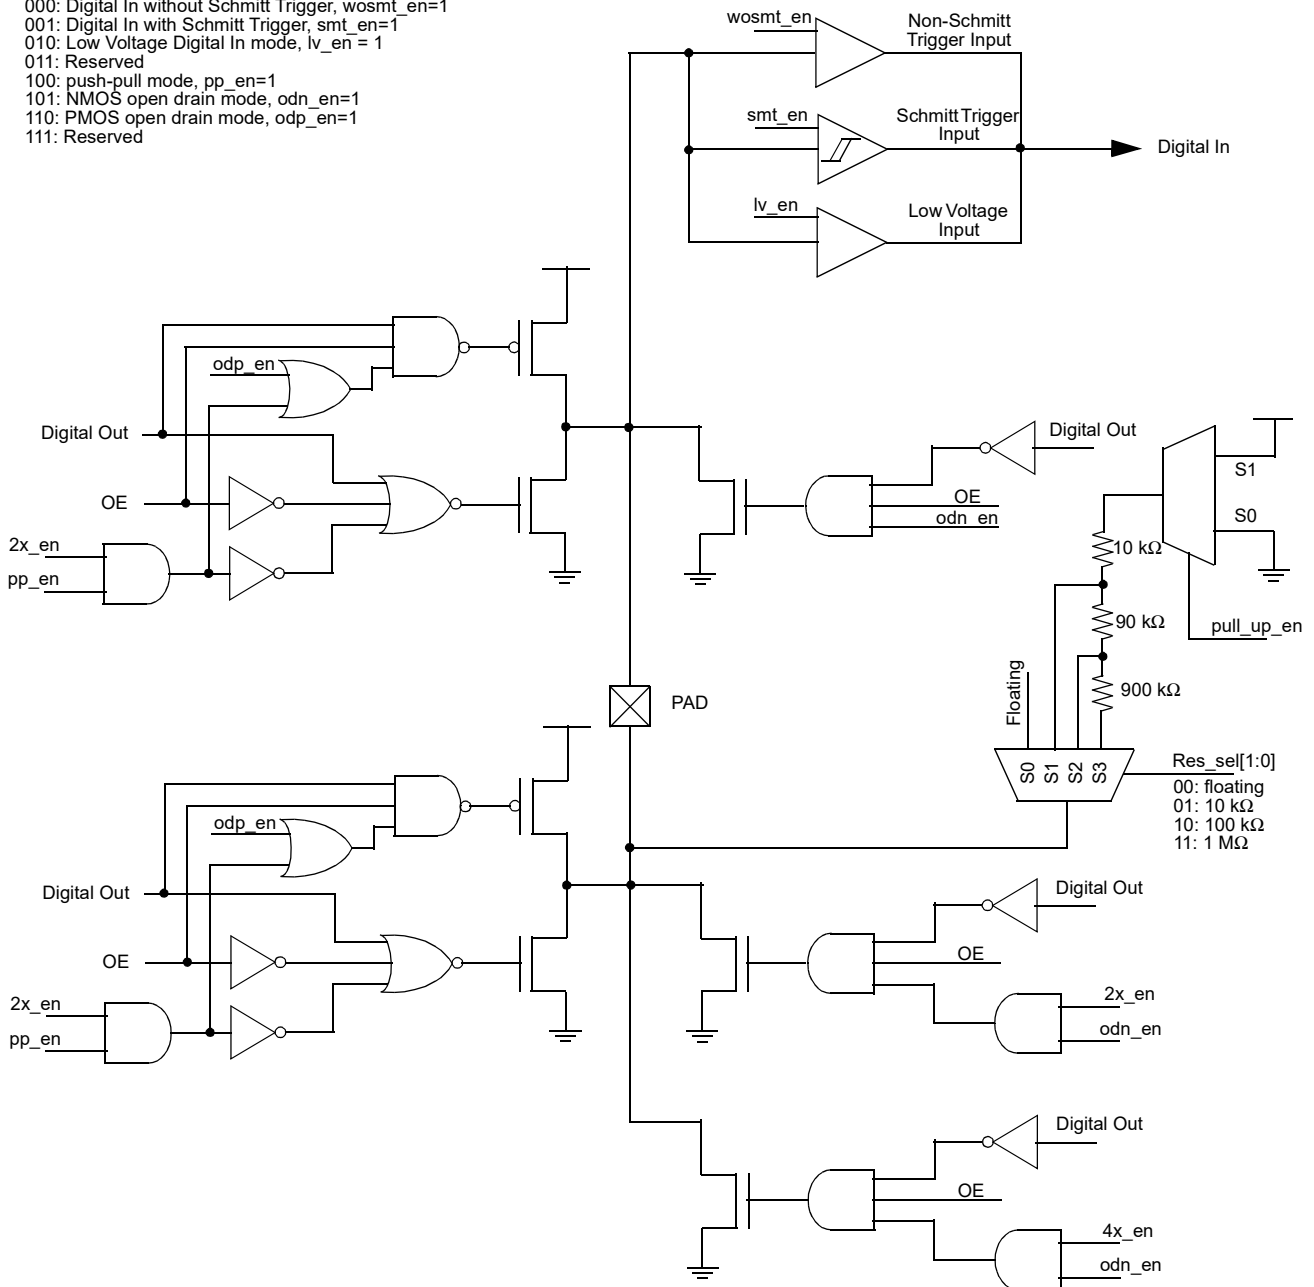 000: Digital In without Schmitt Trigger, wosmt_en=1
001: Digital In with Schmitt Trigger, smt_en=1
010: Low Voltage Digital In mode, lv_en = 1
011: Reserved
100: push-pull mode, pp_en=1
101: NMOS open drain mode, odn_en=1
110: PMOS open drain mode, odp_en=1
111: Reserved
wosmt_en
Non-Schmitt
Trigger Input
smt_en
Schmitt Trigger
Input
Digital In
lv_en
Low Voltage
Input
odp_en
Digital Out
OE
2x_en
pp_en
Digital Out
OE
odn_en
S1
S0
10 kΩ
90 kΩ
pull_up_en
900 kΩ
Floating
PAD
S0
S1
S2
S3
Res_sel[1:0]
00: floating
01: 10 kΩ
10: 100 kΩ
11: 1 MΩ
odp_en
Digital Out
OE
2x_en
pp_en
Digital Out
OE
2x_en
odn_en
Digital Out
OE
4x_en
odn_en